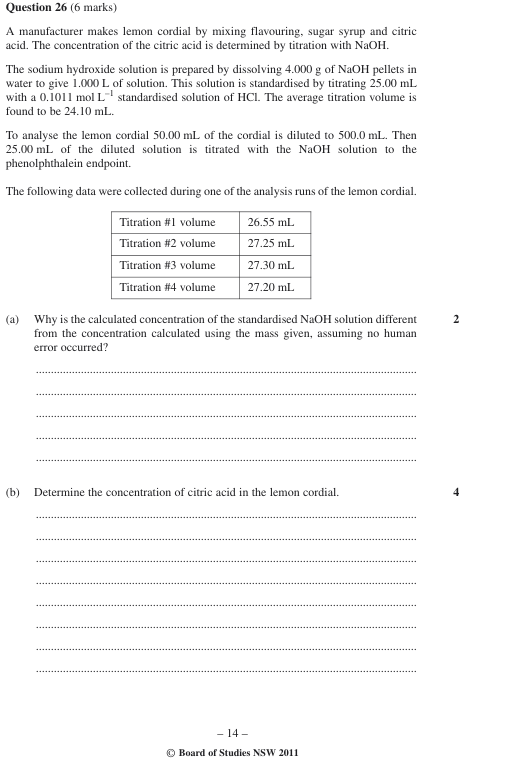 Question 26 (6 marks)
A manufacturer makes lemon cordial by mixing flavouring, sugar syrup and citric
acid. The concentration of the citric acid is determined by titration with NaOH.
The sodium hydroxide solution is prepared by dissolving 4.000 g of NaOH pellets in
water to give 1.000 L of solution. This solution is standardised by titrating 25.00 mL
with a 0.1011 mol L⁻¹ standardised solution of HCl. The average titration volume is
found to be 24.10 mL.
To analyse the lemon cordial 50.00 mL of the cordial is diluted to 500.0 mL. Then
25.00 mL of the diluted solution is titrated with the NaOH solution to the
phenolphthalein endpoint.
The following data were collected during one of the analysis runs of the lemon cordial.
Titration #1 volume 26.55 mL
Titration #2 volume 27.25 mL
Titration #3 volume 27.30 mL
Titration #4 volume 27.20 mL
(a) Why is the calculated concentration of the standardised NaOH solution different 2
from the concentration calculated using the mass given, assuming no human
error occurred?
(b) Determine the concentration of citric acid in the lemon cordial. 4
– 14 –
© Board of Studies NSW 2011